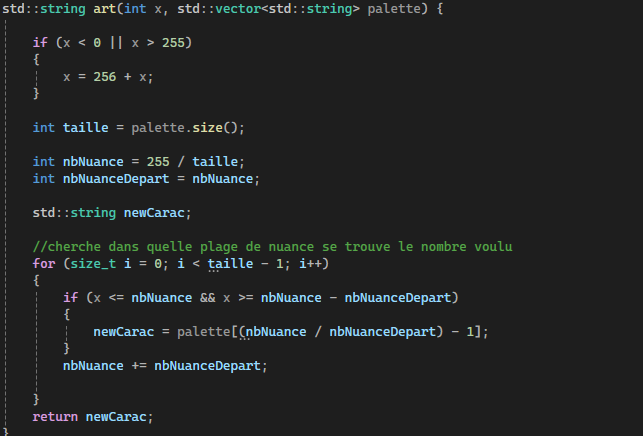 std::string art(int x, std::vector<std::string> palette) {
if (x < 0 || x > 255)
{
x = 256 + x;
}
int taille = palette.size();
int nbNuance = 255 / taille;
int nbNuanceDepart = nbNuance;
std::string newCarac;
//cherche dans quelle plage de nuance se trouve le nombre voulu
for (size_t i = 0; i < taille - 1; i++)
{
if (x <= nbNuance && x >= nbNuance - nbNuanceDepart)
{
newCarac = palette[(nbNuance / nbNuanceDepart) - 1];
}
nbNuance += nbNuanceDepart;
}
return newCarac;
}